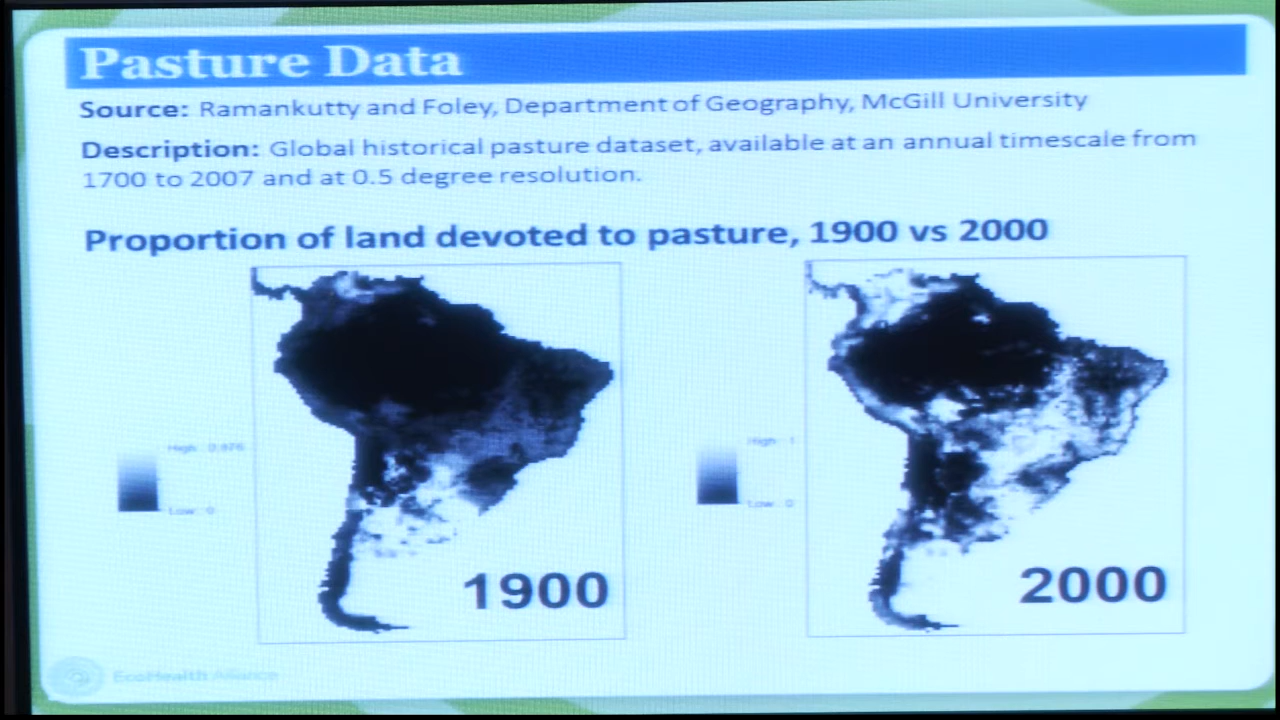 Pasture Data
Source: Ramankutty and Foley, Department of Geography, McGill University
Description: Global historical pasture dataset, available at an annual timescale from
1700 to 2007 and at 0.5 degree resolution.
Proportion of land devoted to pasture, 1900 vs 2000
High : 0.876
Low : 0
1900
High : 1
Low : 0
2000
EcoHealth Alliance